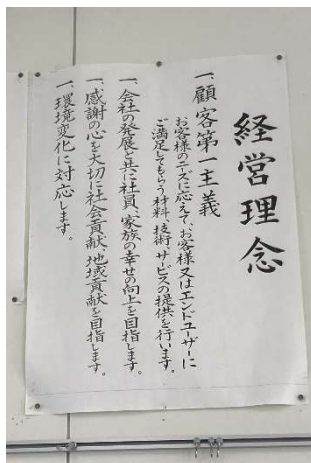 経営理念
一、顧客第一主義
お客様のニーズに応えて、お客様又はエンドユーザーに
ご満足してもらう材料、技術、サービスの提供を行います。
一、会社の発展と共に社員、家族の幸せの向上を目指します。
一、感謝の心を大切に社会貢献、地域貢献を目指します。
一、環境変化に対応します。